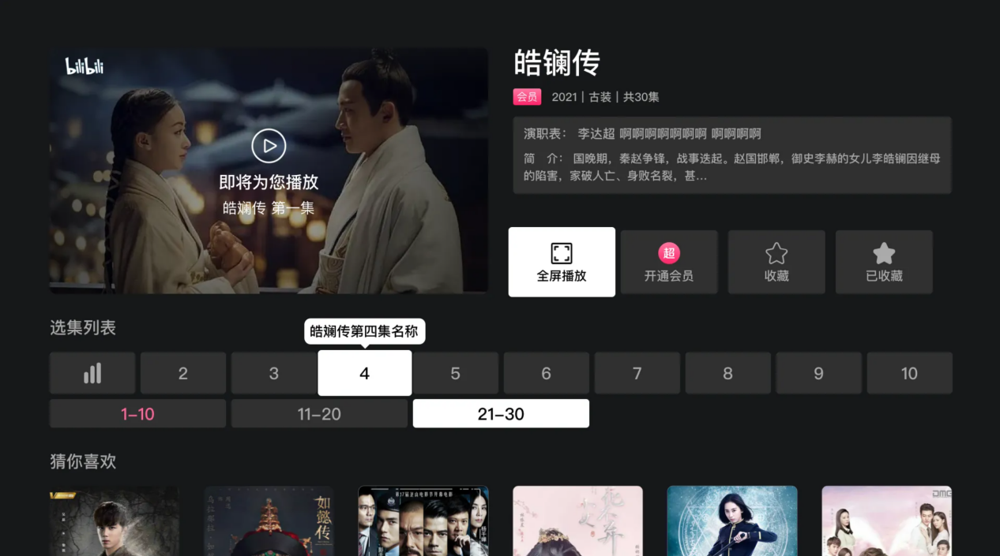 bilibili
即将为您播放
皓斓传 第一集
皓镧传
会员 2021 | 古装 | 共30集
演职表： 李达超 啊啊啊啊啊啊啊 啊啊啊啊
简 介： 国晚期，秦赵争锋，战事迭起。赵国邯郸，御史李赫的女儿李皓镧因继母
的陷害，家破人亡、身败名裂，甚...
全屏播放
超
开通会员
收藏
已收藏
选集列表
皓斓传第四集名称
2 3 4 5 6 7 8 9 10
1–10 11–20 21–30
猜你喜欢
如懿传
DMG